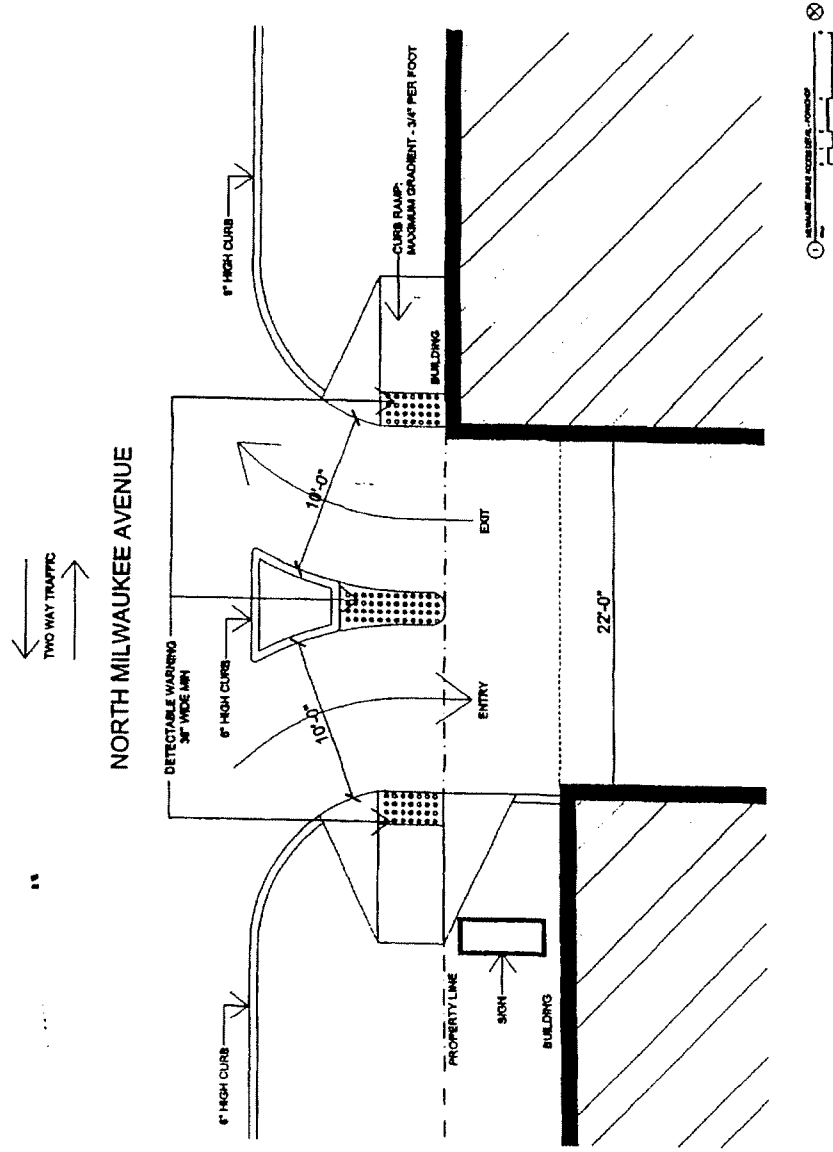 TWO WAY TRAFFIC
NORTH MILWAUKEE AVENUE
DETECTABLE WARNING
36" WIDE MIN
6" HIGH CURB
6" HIGH CURB
6" HIGH CURB
10'-0"
10'-0"
ENTRY
EXIT
CURB RAMP:
MAXIMUM GRADIENT - 3/4" PER FOOT
BUILDING
PROPERTY LINE
SIGN
BUILDING
22'-0"
1